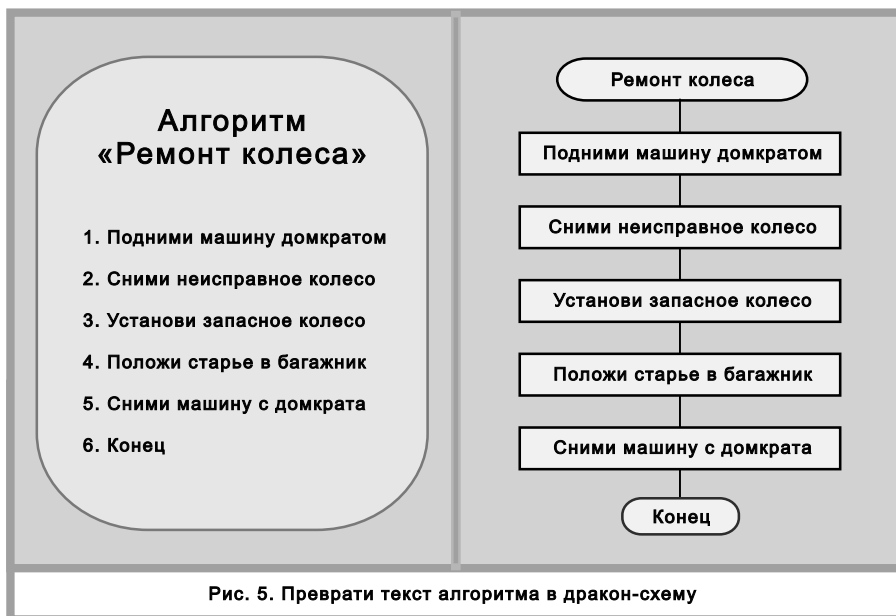 Алгоритм
«Ремонт колеса»
1. Подними машину домкратом
2. Сними неисправное колесо
3. Установи запасное колесо
4. Положи старье в багажник
5. Сними машину с домкрата
6. Конец
Ремонт колеса
Подними машину домкратом
Сними неисправное колесо
Установи запасное колесо
Положи старье в багажник
Сними машину с домкрата
Конец
Рис. 5. Преврати текст алгоритма в дракон-схему